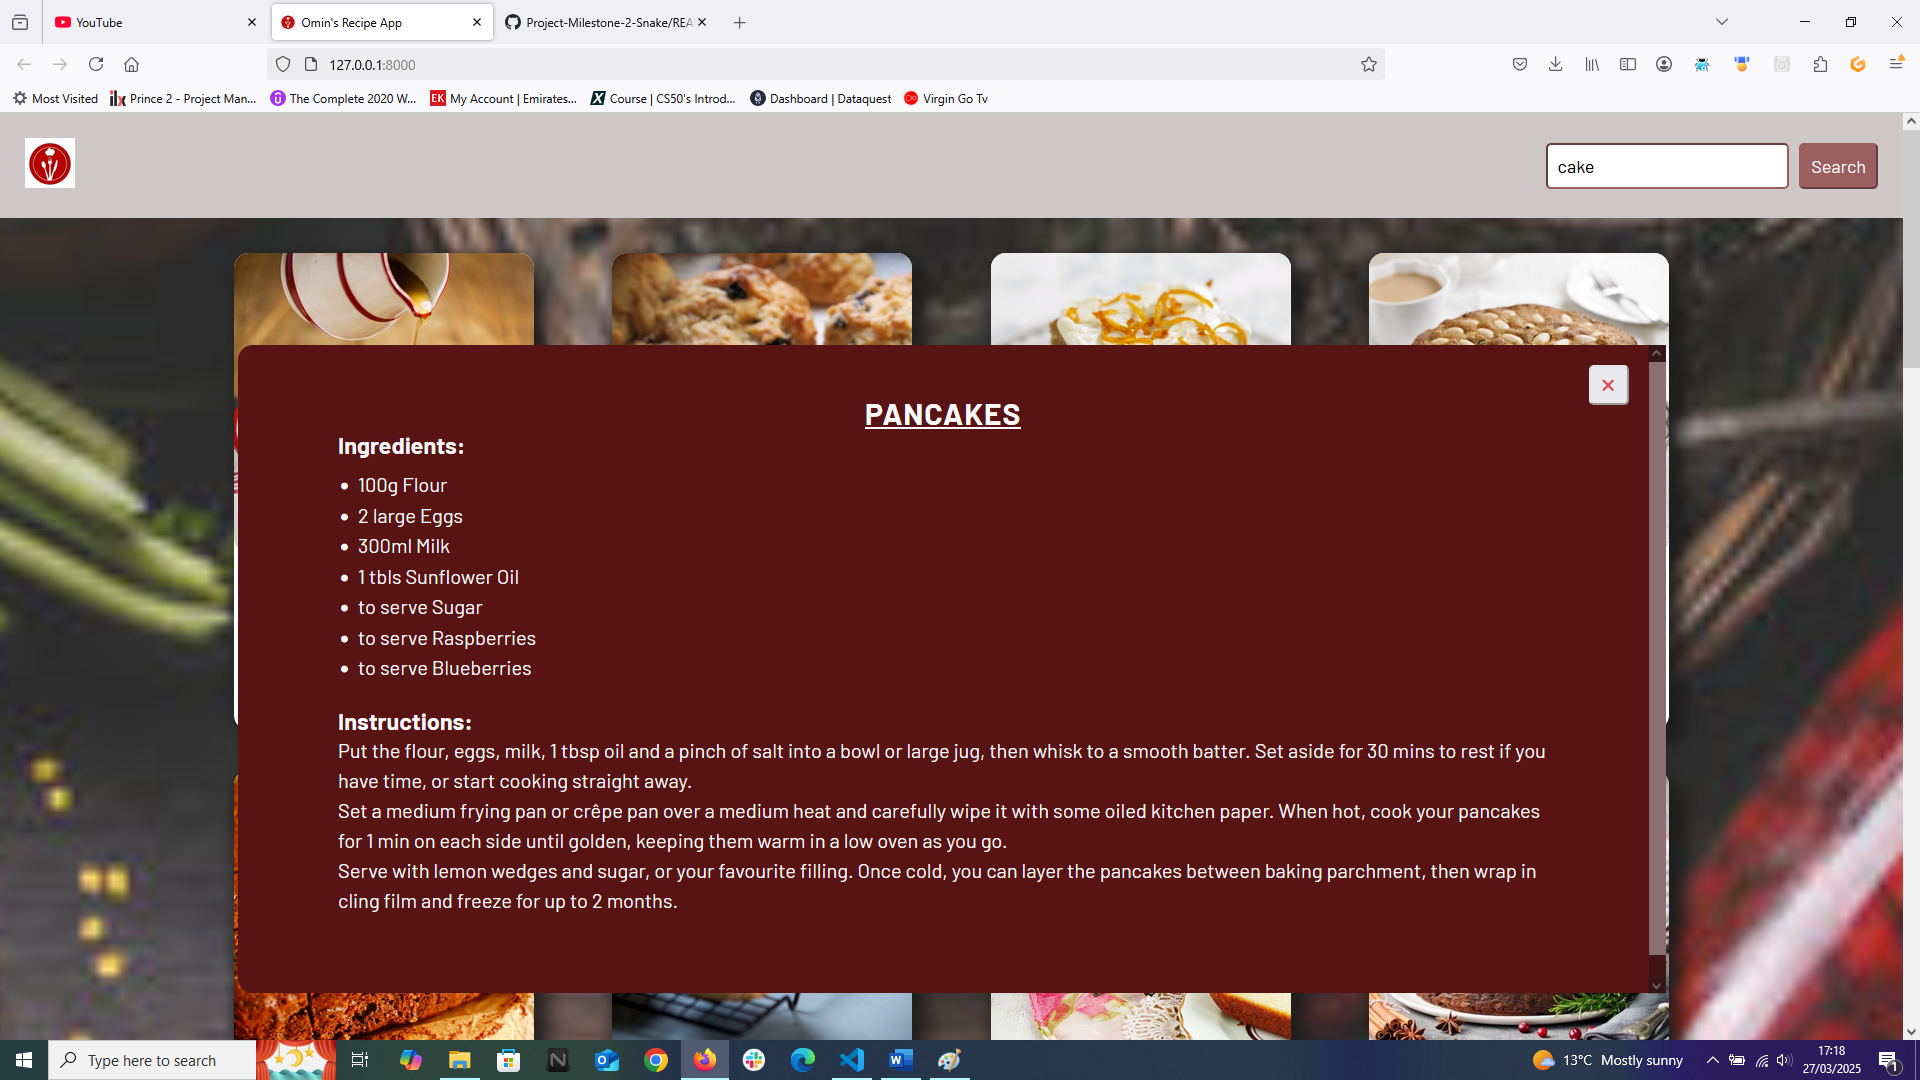 YouTube
Omin's Recipe App
Project-Milestone-2-Snake/REA
127.0.0.1:8000
Most Visited
Prince 2 - Project Man...
The Complete 2020 W...
EK My Account | Emirates...
Course | CS50's Introd...
Dashboard | Dataquest
Virgin Go Tv
cake
Search
PANCAKES
Ingredients:
• 100g Flour
• 2 large Eggs
• 300ml Milk
• 1 tbls Sunflower Oil
• to serve Sugar
• to serve Raspberries
• to serve Blueberries
Instructions:
Put the flour, eggs, milk, 1 tbsp oil and a pinch of salt into a bowl or large jug, then whisk to a smooth batter. Set aside for 30 mins to rest if you
have time, or start cooking straight away.
Set a medium frying pan or crêpe pan over a medium heat and carefully wipe it with some oiled kitchen paper. When hot, cook your pancakes
for 1 min on each side until golden, keeping them warm in a low oven as you go.
Serve with lemon wedges and sugar, or your favourite filling. Once cold, you can layer the pancakes between baking parchment, then wrap in
cling film and freeze for up to 2 months.
Type here to search
13°C Mostly sunny
17:18
27/03/2025
1